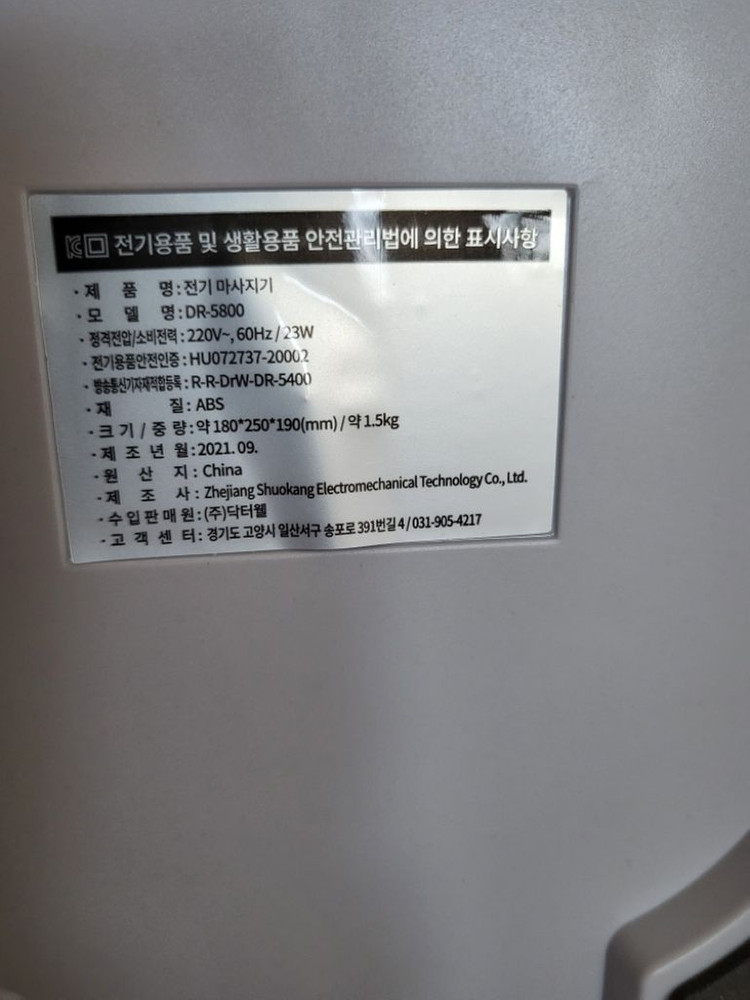 전기용품 및 생활용품 안전관리법에 의한 표시사항
· 제 품 명 : 전기 마사지기
· 모 델 명 : DR-5800
· 정격전압/소비전력 : 220V~, 60Hz / 23W
· 전기용품안전인증 : HU072737-20002
· 방송통신기자재적합등록 : R-R-DrW-DR-5400
· 재 질 : ABS
· 크 기 / 중 량 : 약 180*250*190(mm) / 약 1.5kg
· 제 조 년 월 : 2021. 09.
· 원 산 지 : China
· 제 조 사 : Zhejiang Shuokang Electromechanical Technology Co., Ltd.
· 수 입 판 매 원 : (주)닥터웰
· 고 객 센 터 : 경기도 고양시 일산서구 송포로 391번길 4 / 031-905-4217